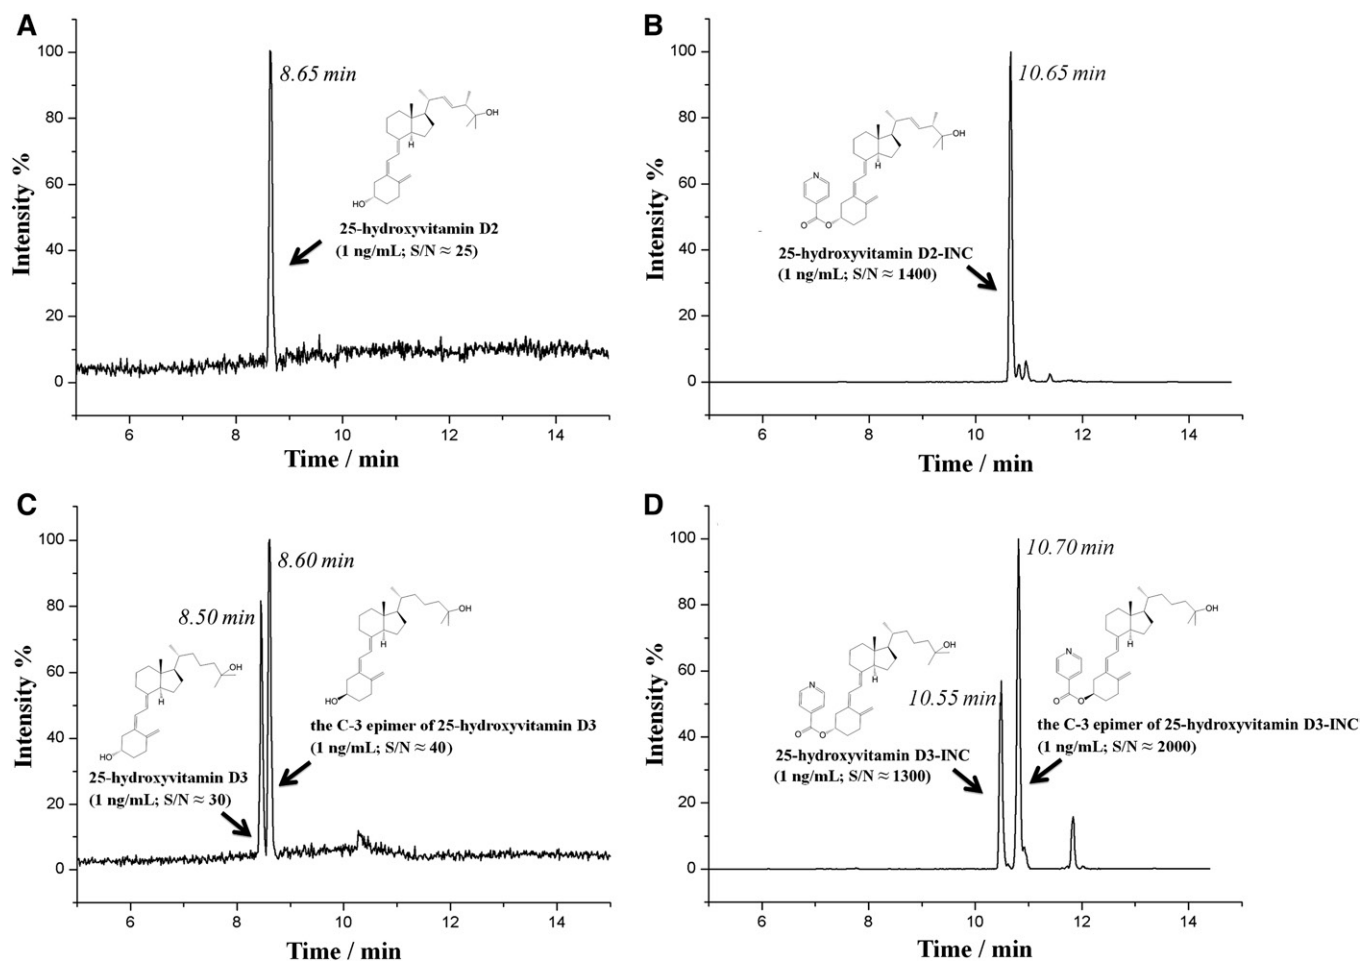 A
100
80
60
40
20
0
Intensity %
8.65 min
OH
H
HO
25-hydroxyvitamin D2
(1 ng/mL; S/N ≈ 25)
6 8 10 12 14
Time / min
B
100
80
60
40
20
0
Intensity %
10.65 min
OH
H
N
O
O
25-hydroxyvitamin D2-INC
(1 ng/mL; S/N ≈ 1400)
6 8 10 12 14
Time / min
C
100
80
60
40
20
0
Intensity %
8.60 min
8.50 min
OH
H
HO
OH
H
HO
the C-3 epimer of 25-hydroxyvitamin D3
(1 ng/mL; S/N ≈ 40)
25-hydroxyvitamin D3
(1 ng/mL; S/N ≈ 30)
6 8 10 12 14
Time / min
D
100
80
60
40
20
0
Intensity %
10.70 min
10.55 min
OH
H
N
O
O
OH
H
N
O
O
the C-3 epimer of 25-hydroxyvitamin D3-INC
(1 ng/mL; S/N ≈ 2000)
25-hydroxyvitamin D3-INC
(1 ng/mL; S/N ≈ 1300)
6 8 10 12 14
Time / min